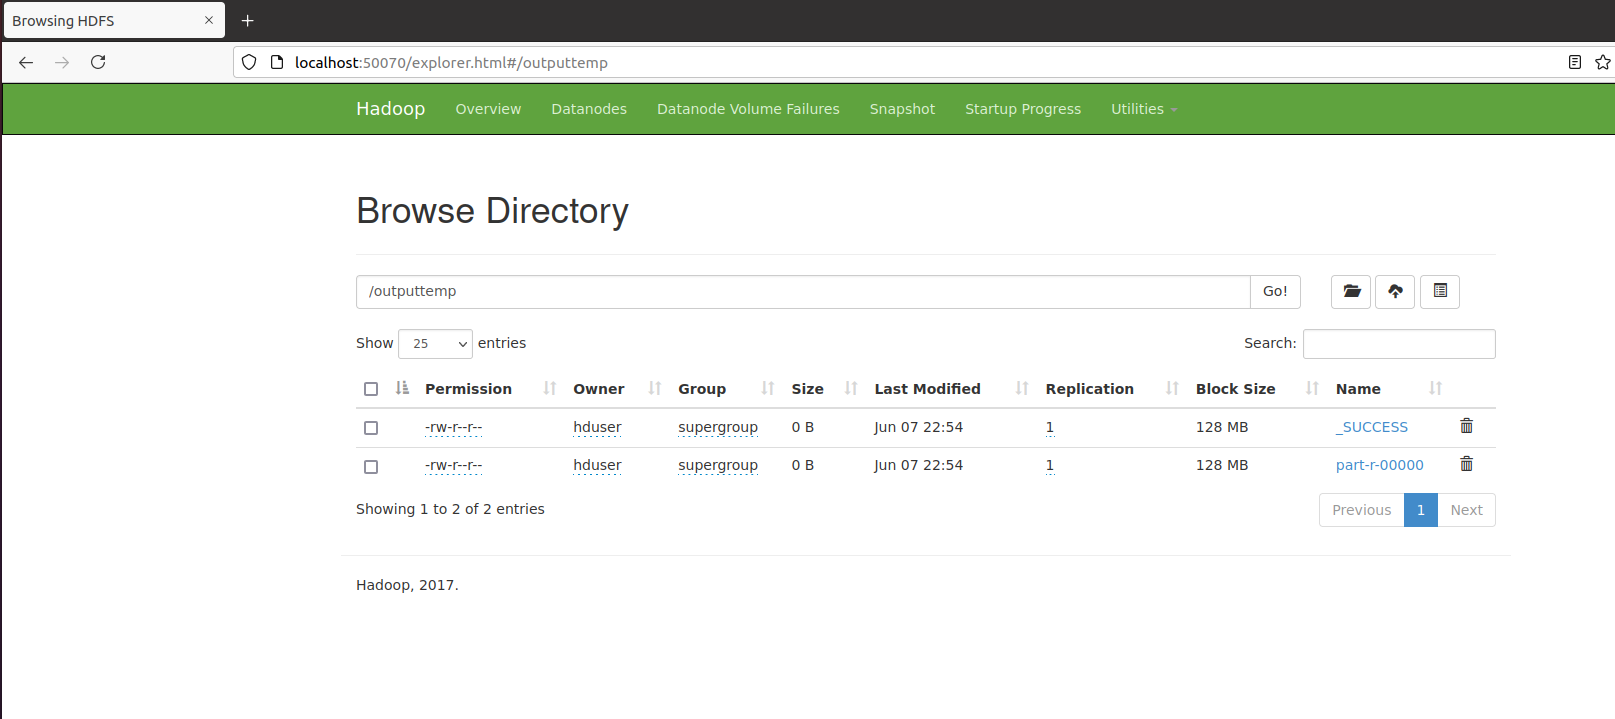 Browsing HDFS
localhost:50070/explorer.html#/outputtemp
Hadoop Overview Datanodes Datanode Volume Failures Snapshot Startup Progress Utilities
Browse Directory
/outputtemp Go!
Show 25 entries Search:
Permission Owner Group Size Last Modified Replication Block Size Name
-rw-r--r-- hduser supergroup 0 B Jun 07 22:54 1 128 MB _SUCCESS
-rw-r--r-- hduser supergroup 0 B Jun 07 22:54 1 128 MB part-r-00000
Showing 1 to 2 of 2 entries Previous 1 Next
Hadoop, 2017.